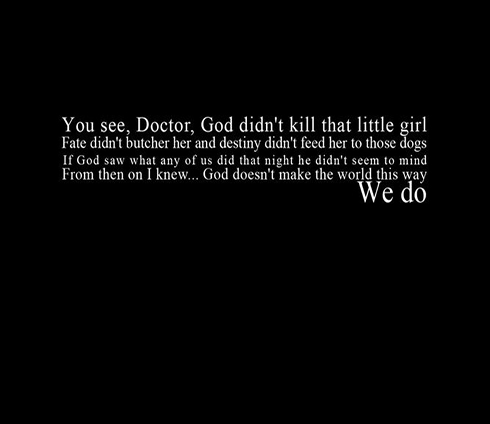 You see, Doctor, God didn't kill that little girl
Fate didn't butcher her and destiny didn't feed her to those dogs
If God saw what any of us did that night he didn't seem to mind
From then on I knew... God doesn't make the world this way
We do